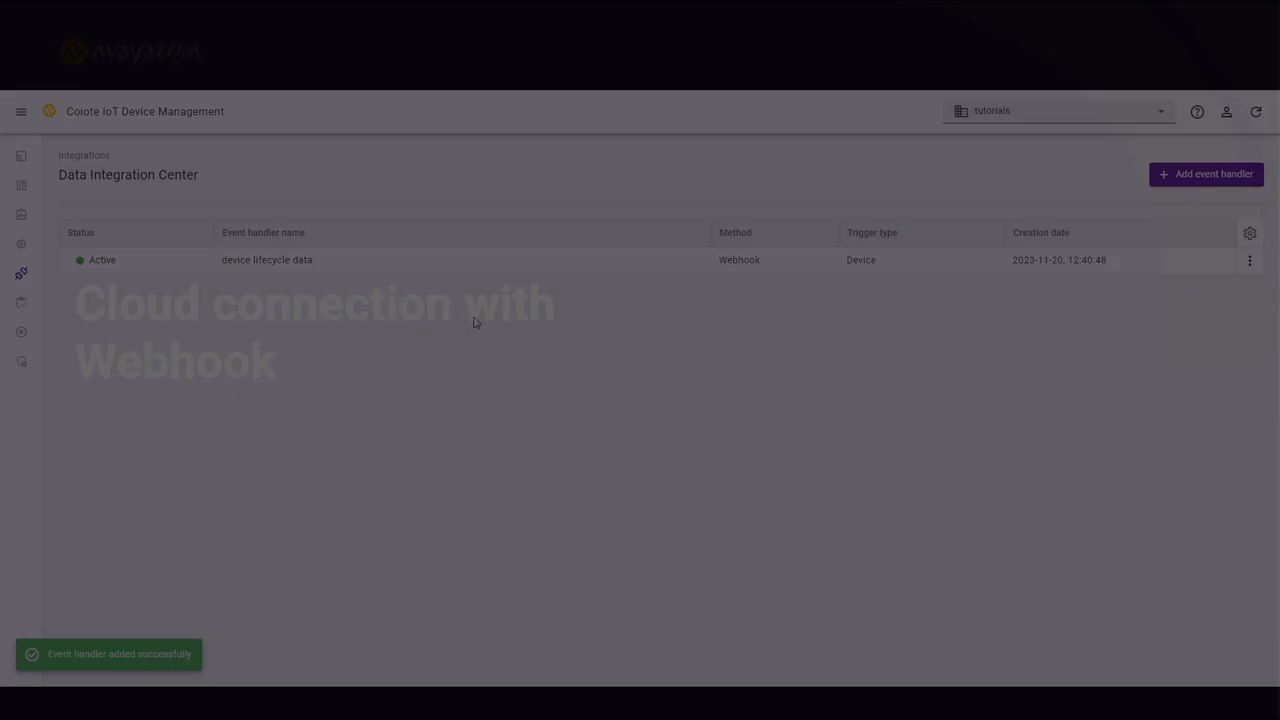 AVSYSTEM
Coiote IoT Device Management
tutorials
Integrations
Data Integration Center
Add event handler
Status Event handler name Method Trigger type Creation date
Active device lifecycle data Webhook Device 2023-11-20, 12:40:48
Cloud connection with
Webhook
Event handler added successfully